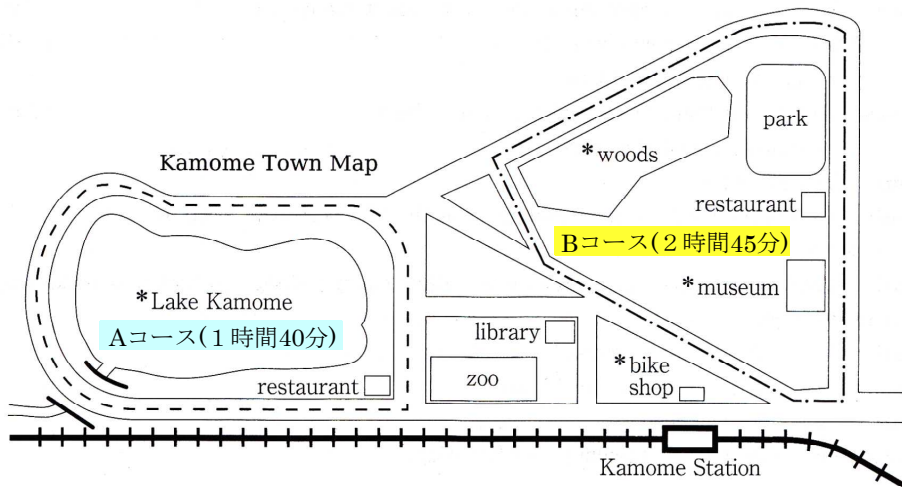 Kamome Town Map
park
*woods
restaurant
Bコース(2時間45分)
*museum
*Lake Kamome
Aコース(1時間40分)
library
restaurant
zoo
*bike
shop
Kamome Station